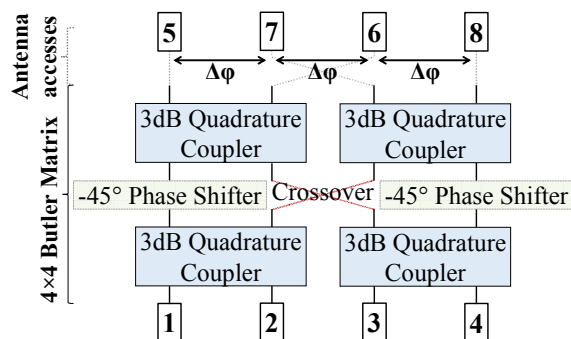 5 7 6 8
Δφ Δφ Δφ
Antenna
accesses
3dB Quadrature
Coupler
3dB Quadrature
Coupler
-45° Phase Shifter
Crossover
-45° Phase Shifter
3dB Quadrature
Coupler
3dB Quadrature
Coupler
4×4 Butler Matrix
1 2 3 4